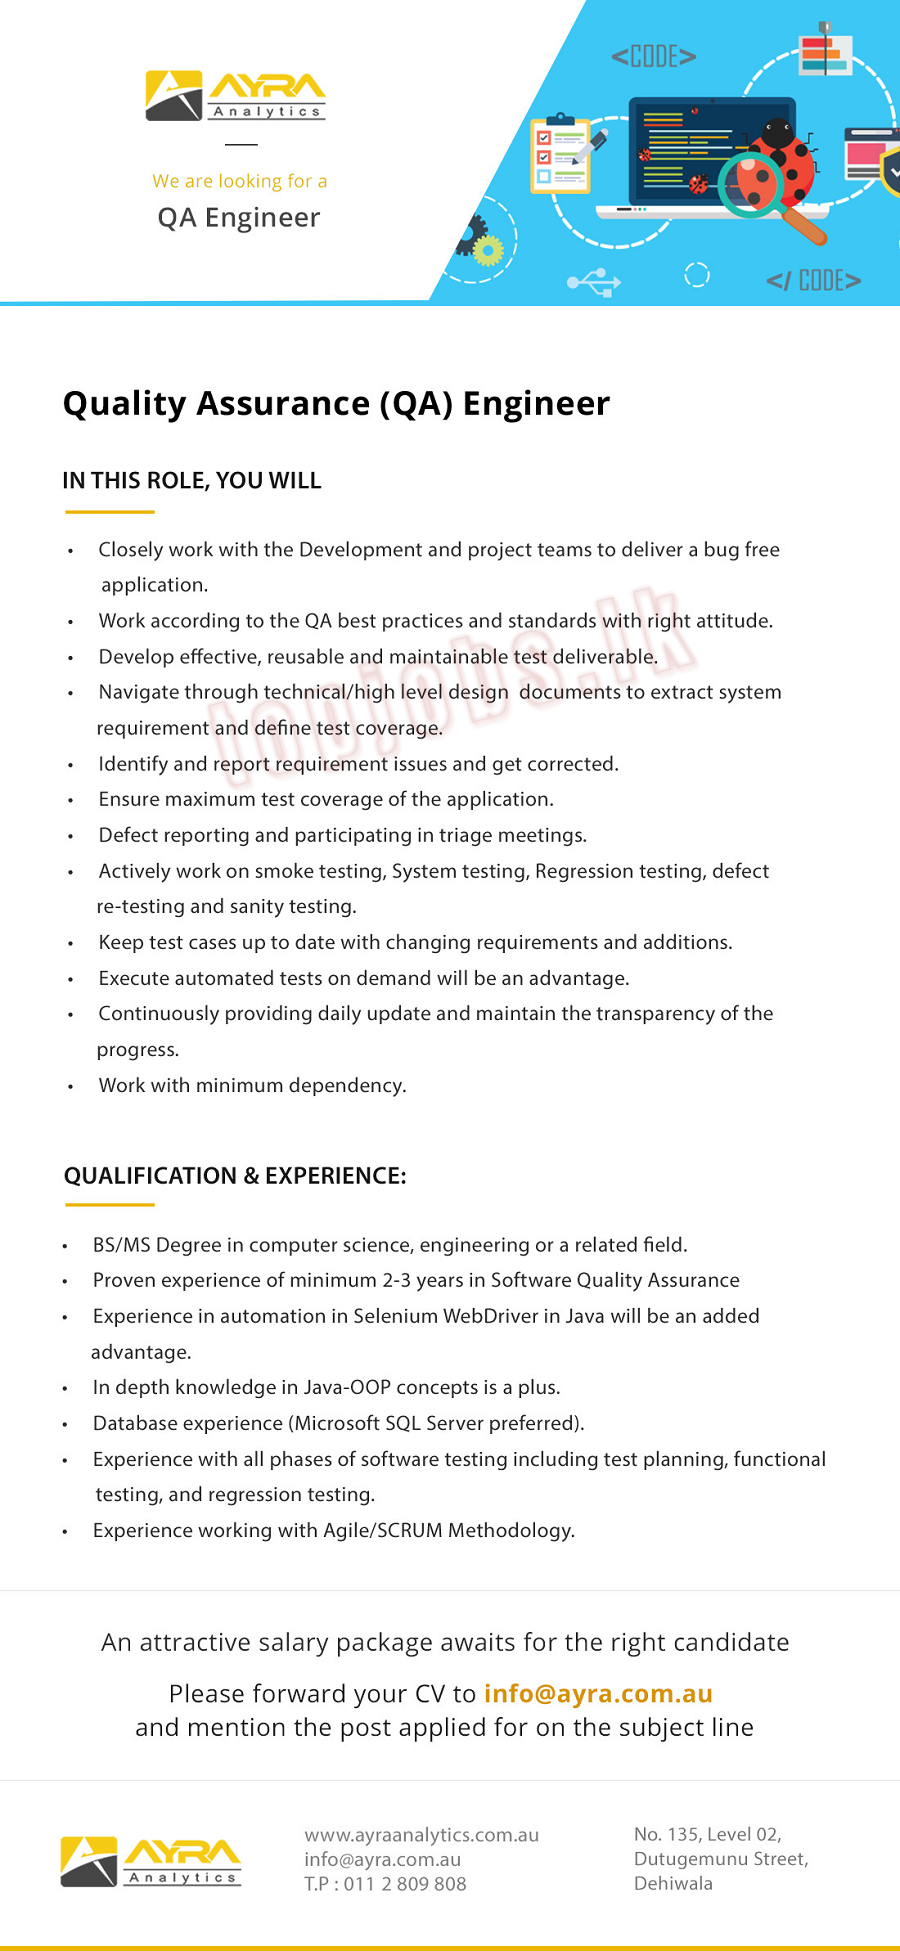 <CODE>
AYRA
Analytics
We are looking for a
QA Engineer
</ CODE>
Quality Assurance (QA) Engineer
IN THIS ROLE, YOU WILL
• Closely work with the Development and project teams to deliver a bug free
application.
• Work according to the QA best practices and standards with right attitude.
• Develop effective, reusable and maintainable test deliverable.
• Navigate through technical/high level design documents to extract system
requirement and define test coverage.
• Identify and report requirement issues and get corrected.
• Ensure maximum test coverage of the application.
• Defect reporting and participating in triage meetings.
• Actively work on smoke testing, System testing, Regression testing, defect
re-testing and sanity testing.
• Keep test cases up to date with changing requirements and additions.
• Execute automated tests on demand will be an advantage.
• Continuously providing daily update and maintain the transparency of the
progress.
• Work with minimum dependency.
topjobs.lk
QUALIFICATION & EXPERIENCE:
• BS/MS Degree in computer science, engineering or a related field.
• Proven experience of minimum 2-3 years in Software Quality Assurance
• Experience in automation in Selenium WebDriver in Java will be an added
advantage.
• In depth knowledge in Java-OOP concepts is a plus.
• Database experience (Microsoft SQL Server preferred).
• Experience with all phases of software testing including test planning, functional
testing, and regression testing.
• Experience working with Agile/SCRUM Methodology.
An attractive salary package awaits for the right candidate
Please forward your CV to info@ayra.com.au
and mention the post applied for on the subject line
AYRA
Analytics
www.ayraanalytics.com.au
info@ayra.com.au
T.P : 011 2 809 808
No. 135, Level 02,
Dutugemunu Street,
Dehiwala